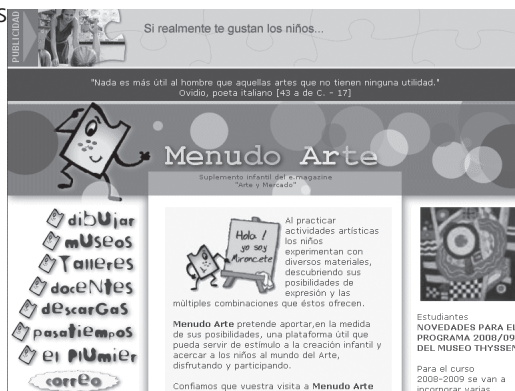 S
PUBLICIDAD
Si realmente te gustan los niños...
"Nada es más útil al hombre que aquellas artes que no tienen ninguna utilidad."
Ovidio, poeta italiano [43 a de C. - 17]
Menudo Arte
Suplemento infantil del e.magazine
"Arte y Mercado"
dibUjar
mUseos
Talleres
doceNtes
deScarGaS
pasatiempos
el PlUmier
correo
Hola !
yo soy
Mironcete
Al practicar
actividades artísticas
los niños
experimentan con
diversos materiales,
descubriendo sus
posibilidades de
expresión y las
múltiples combinaciones que éstos ofrecen.
Menudo Arte pretende aportar,en la medida
de sus posibilidades, una plataforma útil que
pueda servir de estímulo a la creación infantil y
acercar a los niños al mundo del Arte,
disfrutando y participando.
Confiamos que vuestra visita a Menudo Arte
Estudiantes
NOVEDADES PARA EL
PROGRAMA 2008/09
DEL MUSEO THYSSEN
Para el curso
2008-2009 se van a
incorporar varias